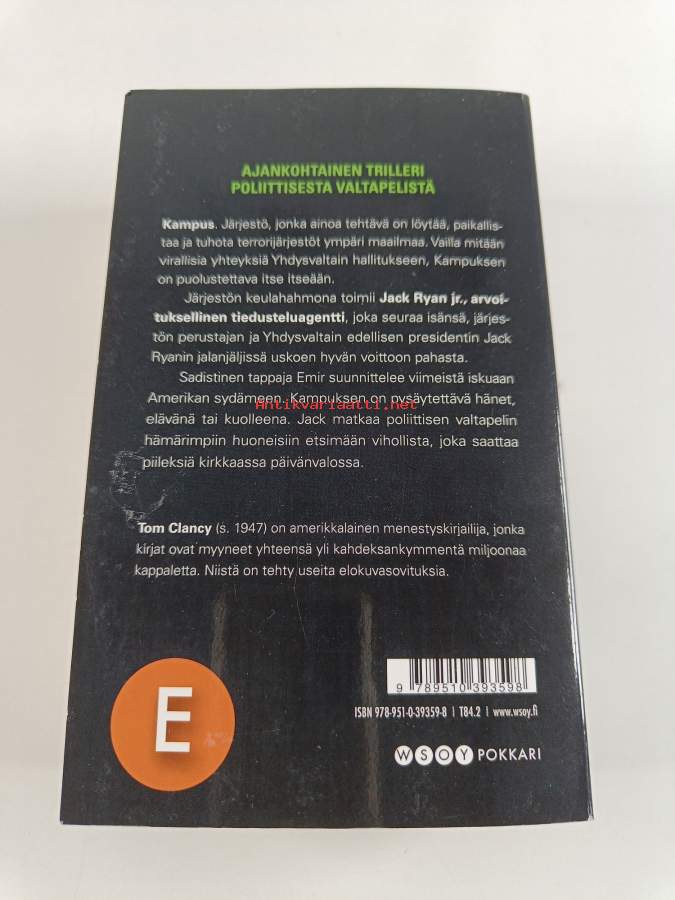 AJANKOHTAINEN TRILLERI
POLIITTISESTA VALTAPELISTÄ
Kampus. Järjestö, jonka ainoa tehtävä on löytää, paikallis-
taa ja tuhota terrorijärjestöt ympäri maailmaa. Vailla mitään
virallisia yhteyksiä Yhdysvaltain hallitukseen, Kampuksen
on puolustettava itse itseään.
Järjestön keulahahmona toimii Jack Ryan jr., arvoi-
tuksellinen tiedusteluagentti, joka seuraa isänsä, järjes-
tön perustajan ja Yhdysvaltain edellisen presidentin Jack
Ryanin jalanjäljissä uskoen hyvän voittoon pahasta.
Sadistinen tappaja Emir suunnittelee viimeistä iskuaan
Amerikan sydämeen. Kampuksen on pysäytettävä hänet,
Antikvariaatti.net
elävänä tai kuolleena. Jack matkaa poliittisen valtapelin
hämärimpiin huoneisiin etsimään vihollista, joka saattaa
piileksiä kirkkaassa päivänvalossa.
Tom Clancy (s. 1947) on amerikkalainen menestyskirjailija, jonka
kirjat ovat myyneet yhteensä yli kahdeksankymmentä miljoonaa
kappaletta. Niistä on tehty useita elokuvasovituksia.
E
9 789510 393598
ISBN 978-951-0-39359-8 | T84.2 | www.wsoy.fi
WSOY POKKARI